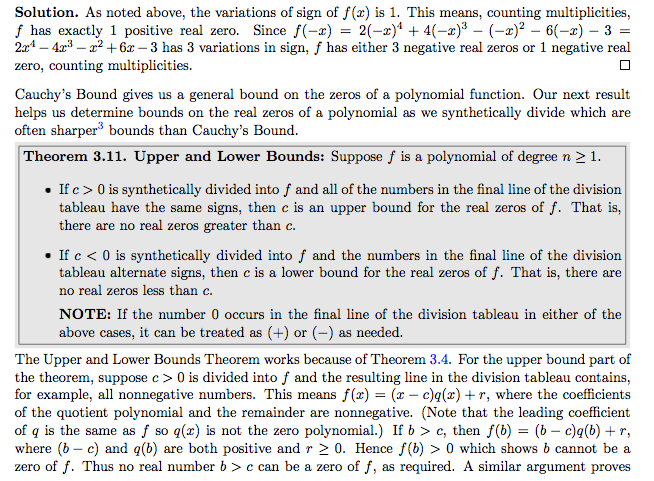 Solution. As noted above, the variations of sign of f(x) is 1. This means, counting multiplicities,
f has exactly 1 positive real zero. Since f(−x) = 2(−x)⁴ + 4(−x)³ − (−x)² − 6(−x) − 3 =
2x⁴ − 4x³ − x² + 6x − 3 has 3 variations in sign, f has either 3 negative real zeros or 1 negative real
zero, counting multiplicities. □
Cauchy's Bound gives us a general bound on the zeros of a polynomial function. Our next result
helps us determine bounds on the real zeros of a polynomial as we synthetically divide which are
often sharper³ bounds than Cauchy's Bound.
Theorem 3.11. Upper and Lower Bounds: Suppose f is a polynomial of degree n ≥ 1.
• If c > 0 is synthetically divided into f and all of the numbers in the final line of the division
tableau have the same signs, then c is an upper bound for the real zeros of f. That is,
there are no real zeros greater than c.
• If c < 0 is synthetically divided into f and the numbers in the final line of the division
tableau alternate signs, then c is a lower bound for the real zeros of f. That is, there are
no real zeros less than c.
NOTE: If the number 0 occurs in the final line of the division tableau in either of the
above cases, it can be treated as (+) or (−) as needed.
The Upper and Lower Bounds Theorem works because of Theorem 3.4. For the upper bound part of
the theorem, suppose c > 0 is divided into f and the resulting line in the division tableau contains,
for example, all nonnegative numbers. This means f(x) = (x − c)q(x) + r, where the coefficients
of the quotient polynomial and the remainder are nonnegative. (Note that the leading coefficient
of q is the same as f so q(x) is not the zero polynomial.) If b > c, then f(b) = (b − c)q(b) + r,
where (b − c) and q(b) are both positive and r ≥ 0. Hence f(b) > 0 which shows b cannot be a
zero of f. Thus no real number b > c can be a zero of f, as required. A similar argument proves